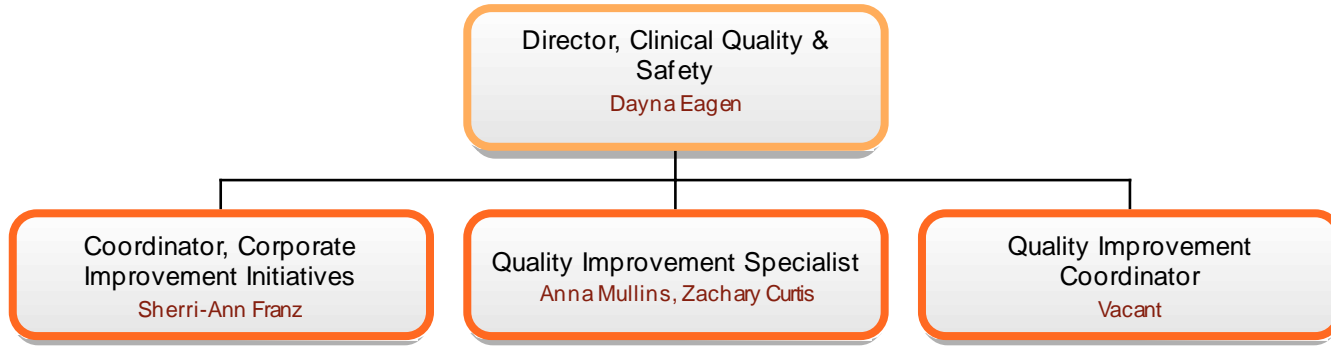 Director, Clinical Quality &
Safety
Dayna Eagen
Coordinator, Corporate
Improvement Initiatives
Sherri-Ann Franz
Quality Improvement Specialist
Anna Mullins, Zachary Curtis
Quality Improvement
Coordinator
Vacant